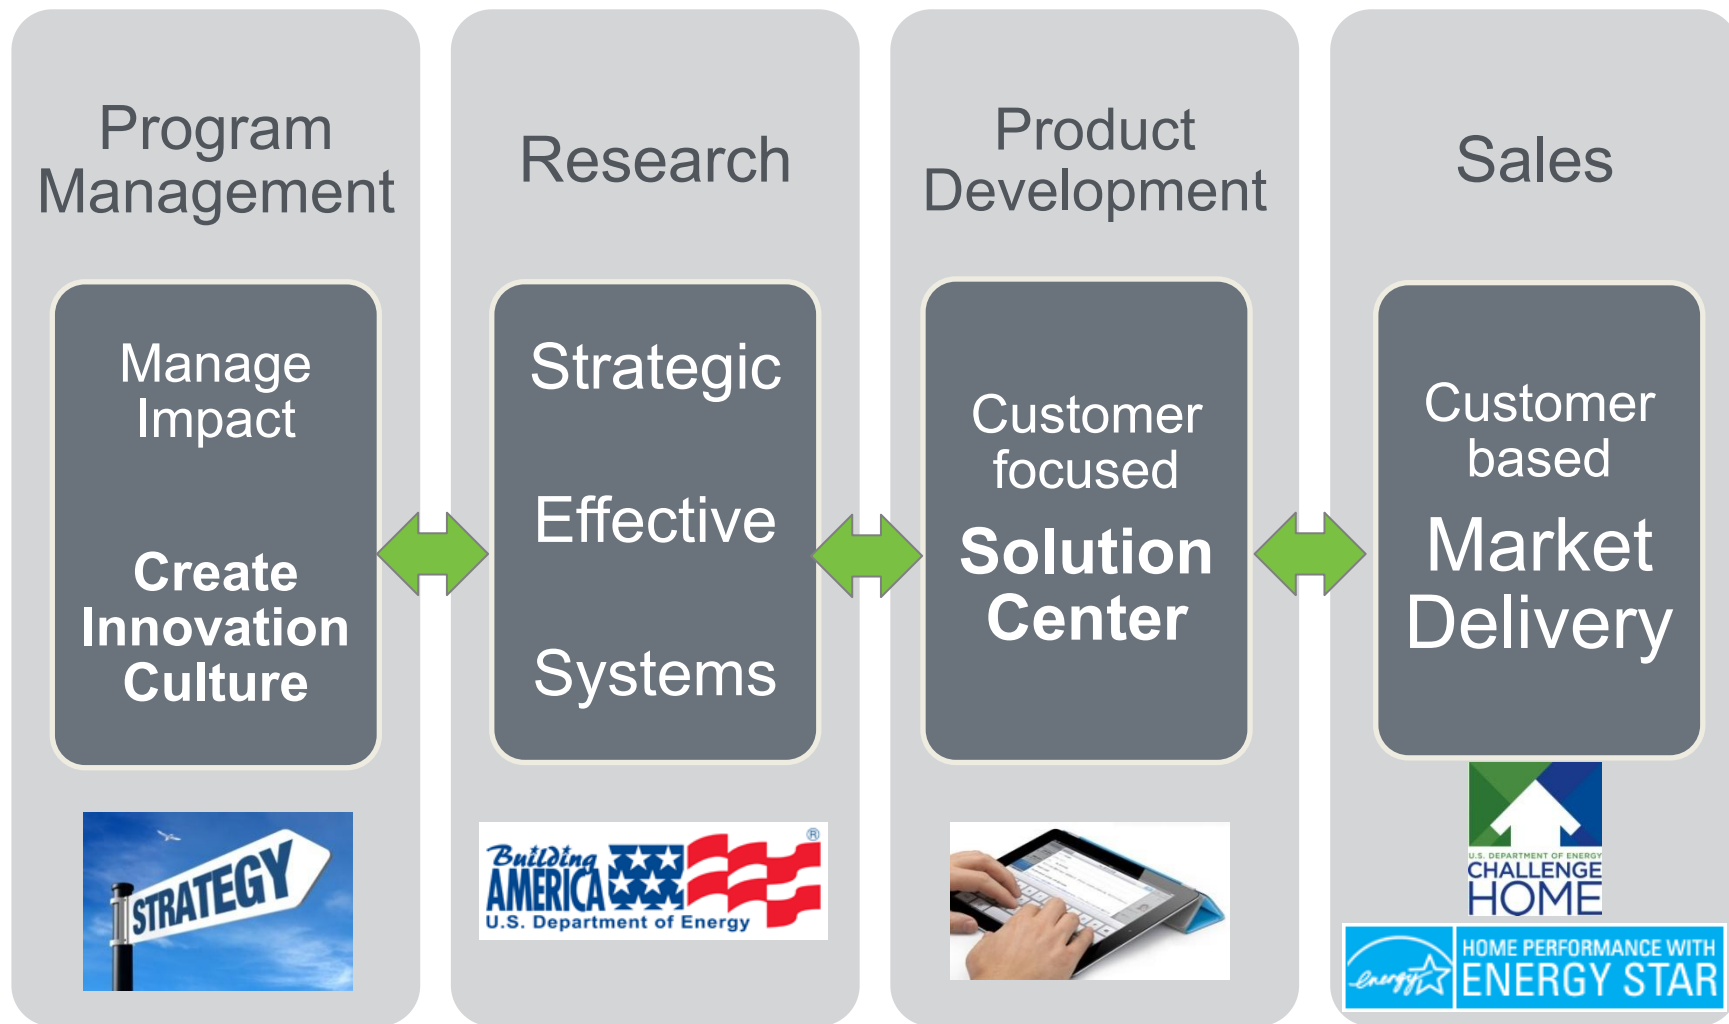 Program
Management
Manage
Impact
Create
Innovation
Culture
STRATEGY
Research
Strategic
Effective
Systems
Building
AMERICA
®
U.S. Department of Energy
Product
Development
Customer
focused
Solution
Center
Sales
Customer
based
Market
Delivery
U.S. DEPARTMENT OF ENERGY
CHALLENGE
HOME
energy
HOME PERFORMANCE WITH
ENERGY STAR